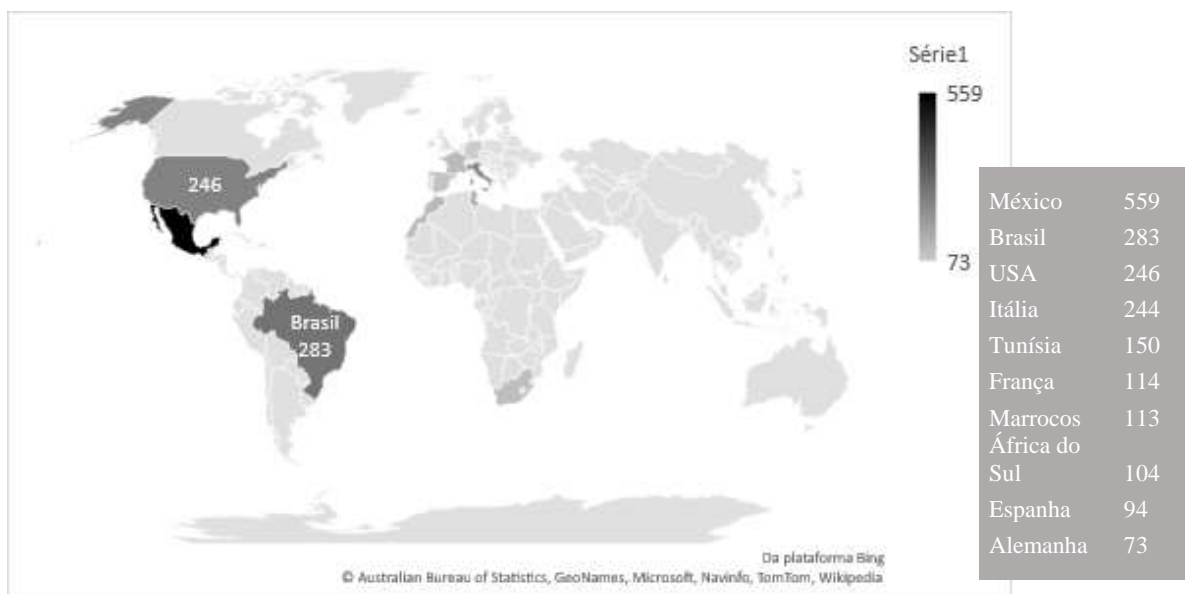 Série1
559
73
246
Brasil
283
México 559
Brasil 283
USA 246
Itália 244
Tunísia 150
França 114
Marrocos 113
África do
Sul 104
Espanha 94
Alemanha 73
Da plataforma Bing
© Australian Bureau of Statistics, GeoNames, Microsoft, Navinfo, TomTom, Wikipedia